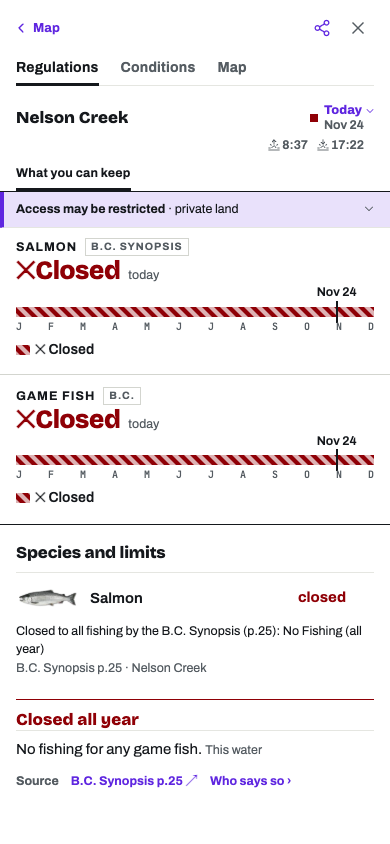 Map
Regulations Conditions Map
Nelson Creek
Today
Nov 24
8:37 17:22
What you can keep
Access may be restricted · private land
SALMON B.C. SYNOPSIS
Closed today
Nov 24
J F M A M J J A S O N D
Closed
GAME FISH B.C.
Closed today
Nov 24
J F M A M J J A S O N D
Closed
Species and limits
Salmon closed
Closed to all fishing by the B.C. Synopsis (p.25): No Fishing (all
year)
B.C. Synopsis p.25 · Nelson Creek
Closed all year
No fishing for any game fish. This water
Source B.C. Synopsis p.25 ↗ Who says so ›